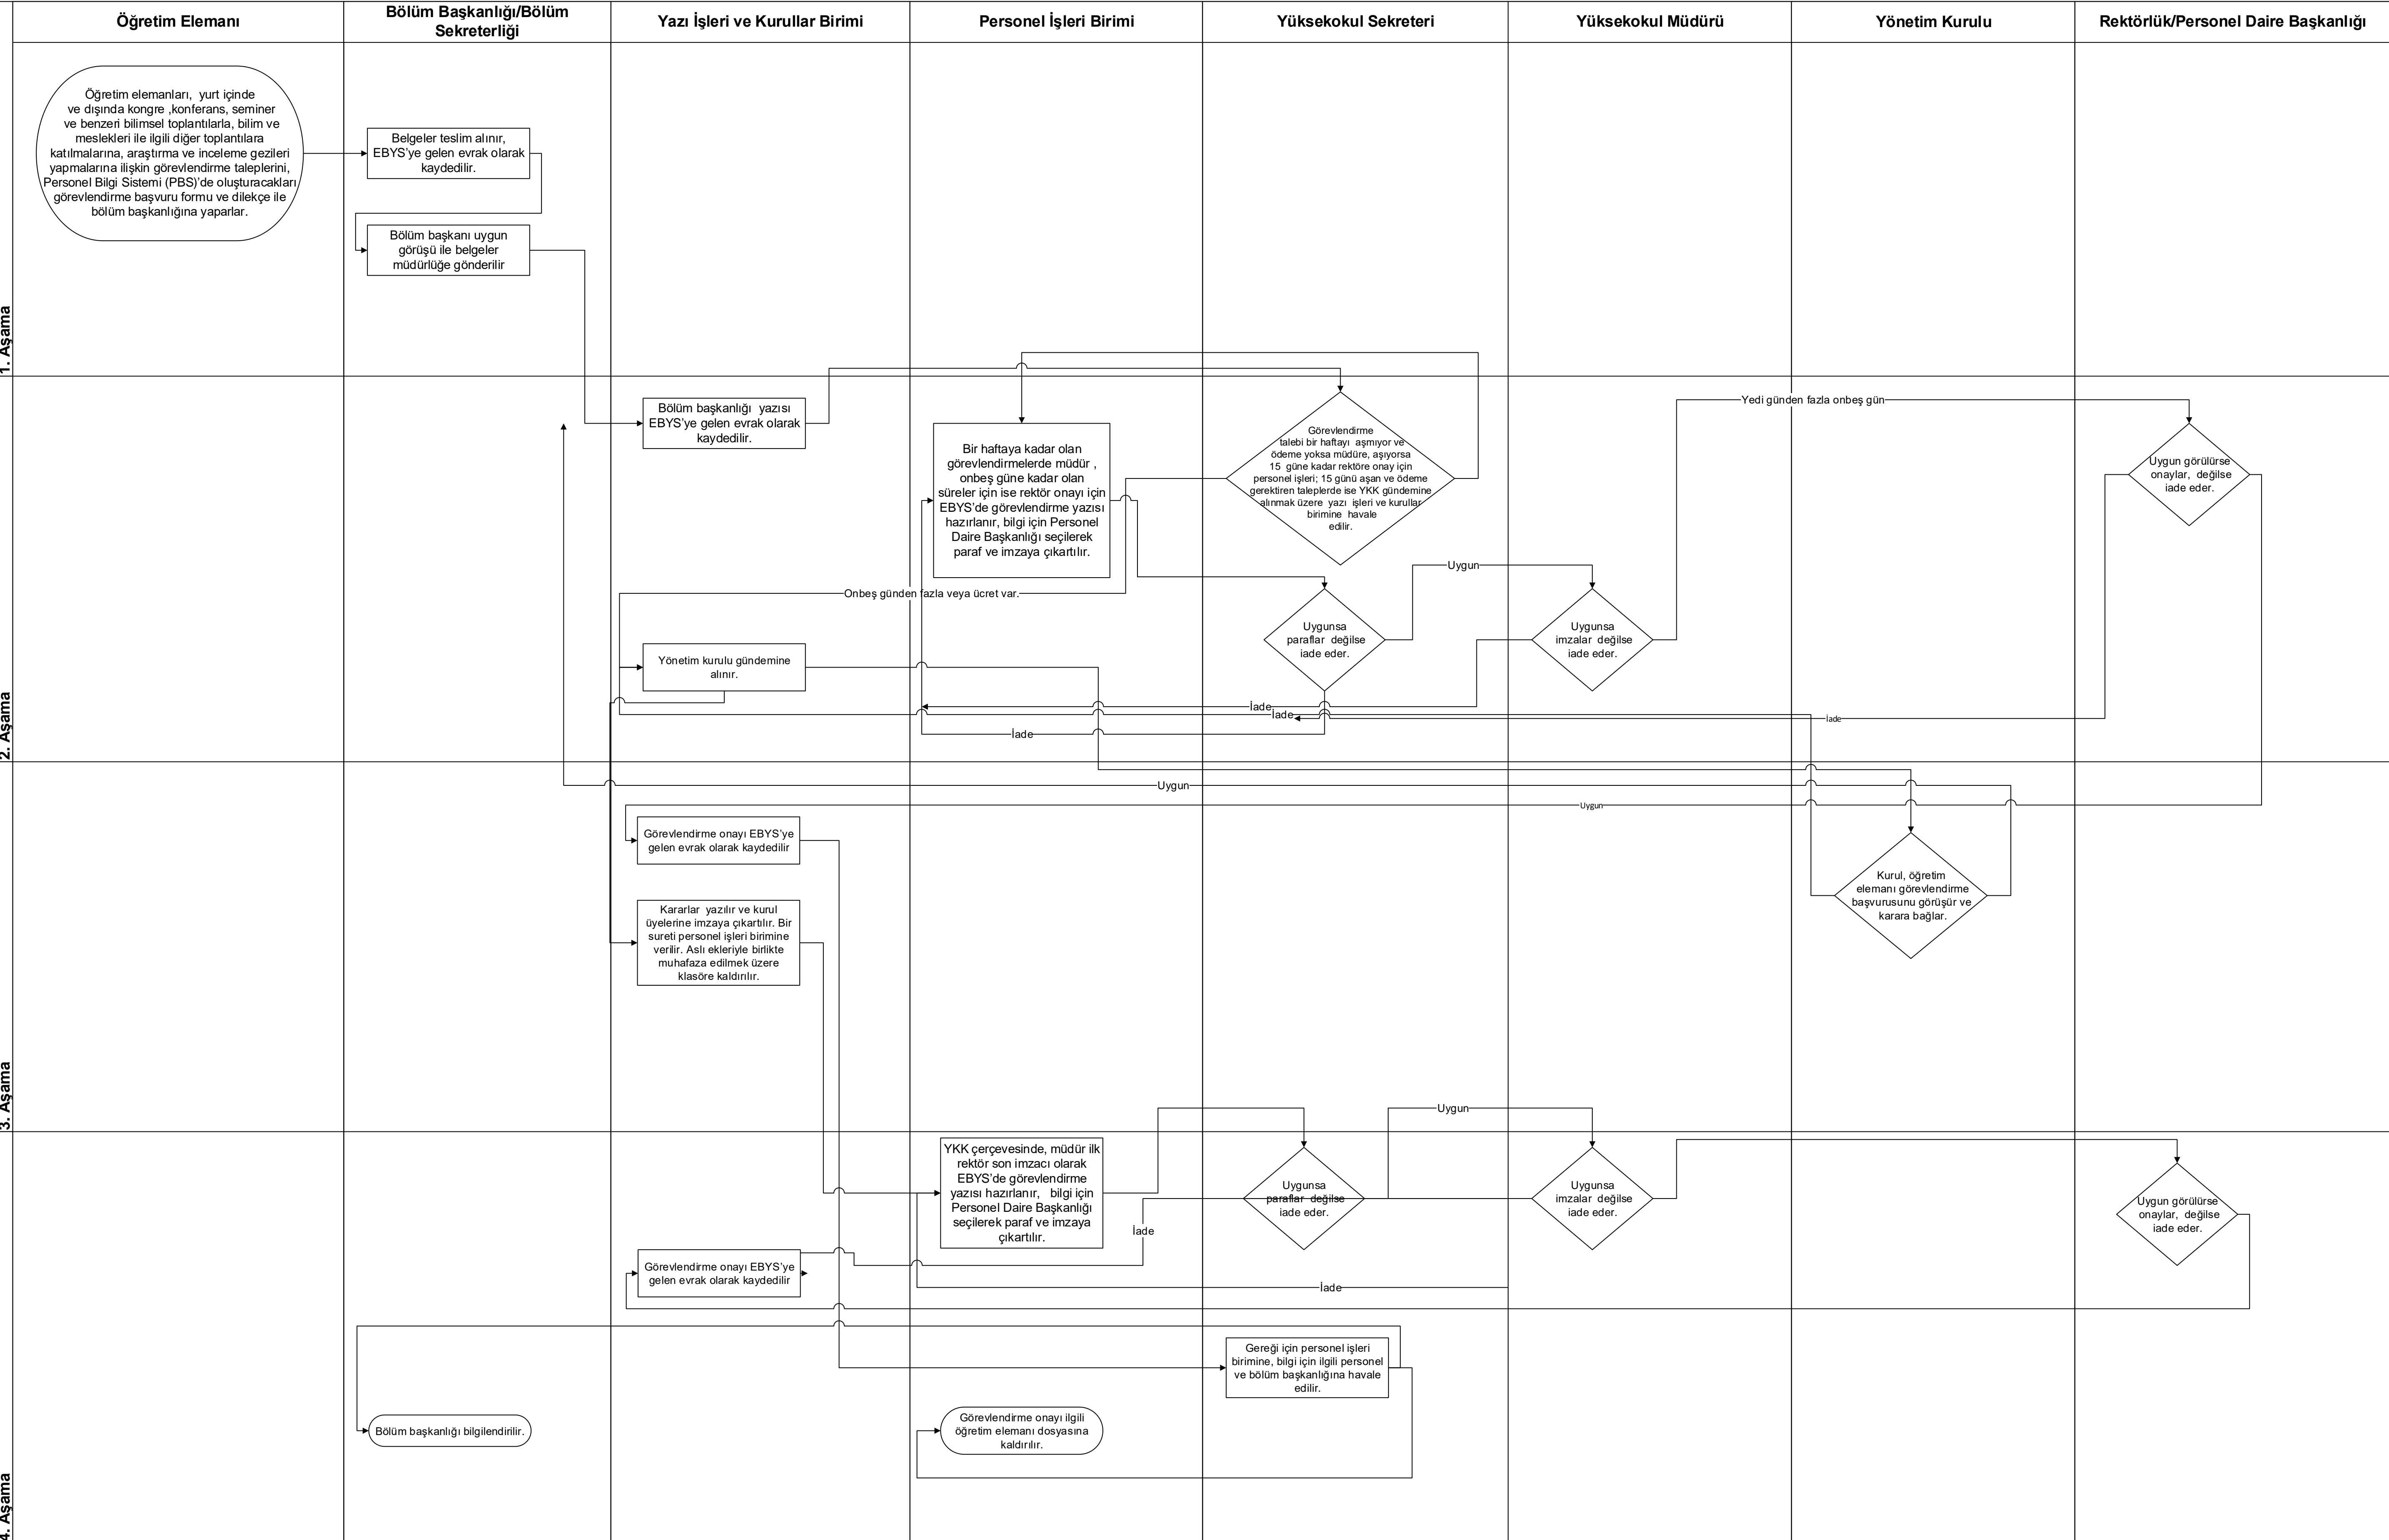 Öğretim Elemanı
Bölüm Başkanlığı/Bölüm
Sekreterliği
Yazı İşleri ve Kurullar Birimi
Personel İşleri Birimi
Yüksekokul Sekreteri
Yüksekokul Müdürü
Yönetim Kurulu
Rektörlük/Personel Daire Başkanlığı
1. Aşama
Öğretim elemanları, yurt içinde
ve dışında kongre ,konferans, seminer
ve benzeri bilimsel toplantılarla, bilim ve
meslekleri ile ilgili diğer toplantılara
katılmalarına, araştırma ve inceleme gezileri
yapmalarına ilişkin görevlendirme taleplerini,
Personel Bilgi Sistemi (PBS)'de oluşturacakları
görevlendirme başvuru formu ve dilekçe ile
bölüm başkanlığına yaparlar.
Belgeler teslim alınır,
EBYS'ye gelen evrak olarak
kaydedilir.
Bölüm başkanı uygun
görüşü ile belgeler
müdürlüğe gönderilir
2. Aşama
Bölüm başkanlığı yazısı
EBYS'ye gelen evrak olarak
kaydedilir.
Bir haftaya kadar olan
görevlendirmelerde müdür ,
onbeş güne kadar olan
süreler için ise rektör onayı için
EBYS'de görevlendirme yazısı
hazırlanır, bilgi için Personel
Daire Başkanlığı seçilerek
paraf ve imzaya çıkartılır.
Görevlendirme
talebi bir haftayı aşmıyor ve
ödeme yoksa müdüre, aşıyorsa
15 güne kadar rektöre onay için
personel işleri; 15 günü aşan ve ödeme
gerektiren taleplerde ise YKK gündemine
alınmak üzere yazı işleri ve kurullar
birimine havale
edilir.
Yedi günden fazla onbeş gün
Uygun görülürse
onaylar, değilse
iade eder.
Uygun
Onbeş günden fazla veya ücret var.
Uygunsa
paraflar değilse
iade eder.
Uygunsa
imzalar değilse
iade eder.
Yönetim kurulu gündemine
alınır.
İade
İade
İade
İade
3. Aşama
Uygun
Uygun
Görevlendirme onayı EBYS'ye
gelen evrak olarak kaydedilir
Kurul, öğretim
elemanı görevlendirme
başvurusunu görüşür ve
karara bağlar.
Kararlar yazılır ve kurul
üyelerine imzaya çıkartılır. Bir
sureti personel işleri birimine
verilir. Aslı ekleriyle birlikte
muhafaza edilmek üzere
klasöre kaldırılır.
Uygun
4. Aşama
YKK çerçevesinde, müdür ilk
rektör son imzacı olarak
EBYS'de görevlendirme
yazısı hazırlanır, bilgi için
Personel Daire Başkanlığı
seçilerek paraf ve imzaya
çıkartılır.
Uygunsa
paraflar değilse
iade eder.
Uygunsa
imzalar değilse
iade eder.
Uygun görülürse
onaylar, değilse
iade eder.
İade
Görevlendirme onayı EBYS'ye
gelen evrak olarak kaydedilir
İade
Gereği için personel işleri
birimine, bilgi için ilgili personel
ve bölüm başkanlığına havale
edilir.
Bölüm başkanlığı bilgilendirilir.
Görevlendirme onayı ilgili
öğretim elemanı dosyasına
kaldırılır.